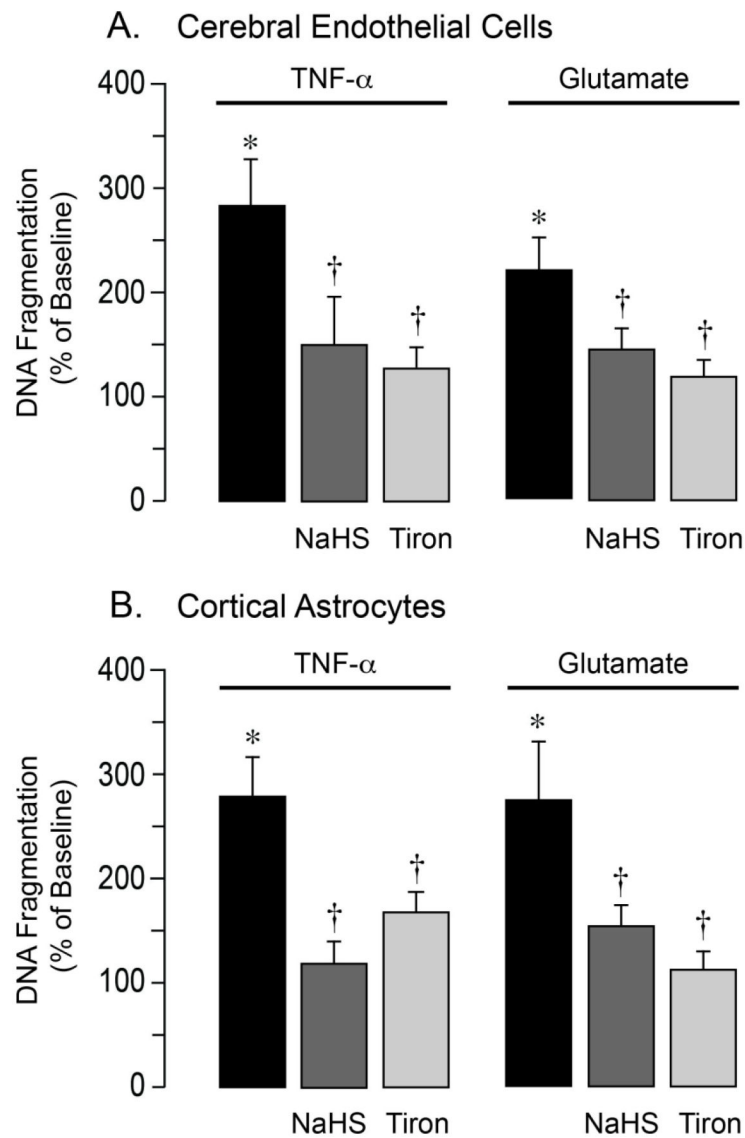 A. Cerebral Endothelial Cells
TNF-α Glutamate
DNA Fragmentation
(% of Baseline)
400
300
200
100
0
* † † * † †
NaHS Tiron NaHS Tiron
B. Cortical Astrocytes
TNF-α Glutamate
DNA Fragmentation
(% of Baseline)
400
300
200
100
0
* † † * † †
NaHS Tiron NaHS Tiron